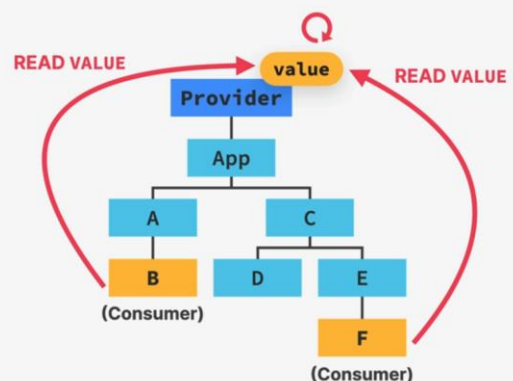 value
READ VALUE
READ VALUE
Provider
App
A
C
B
D
E
(Consumer)
F
(Consumer)